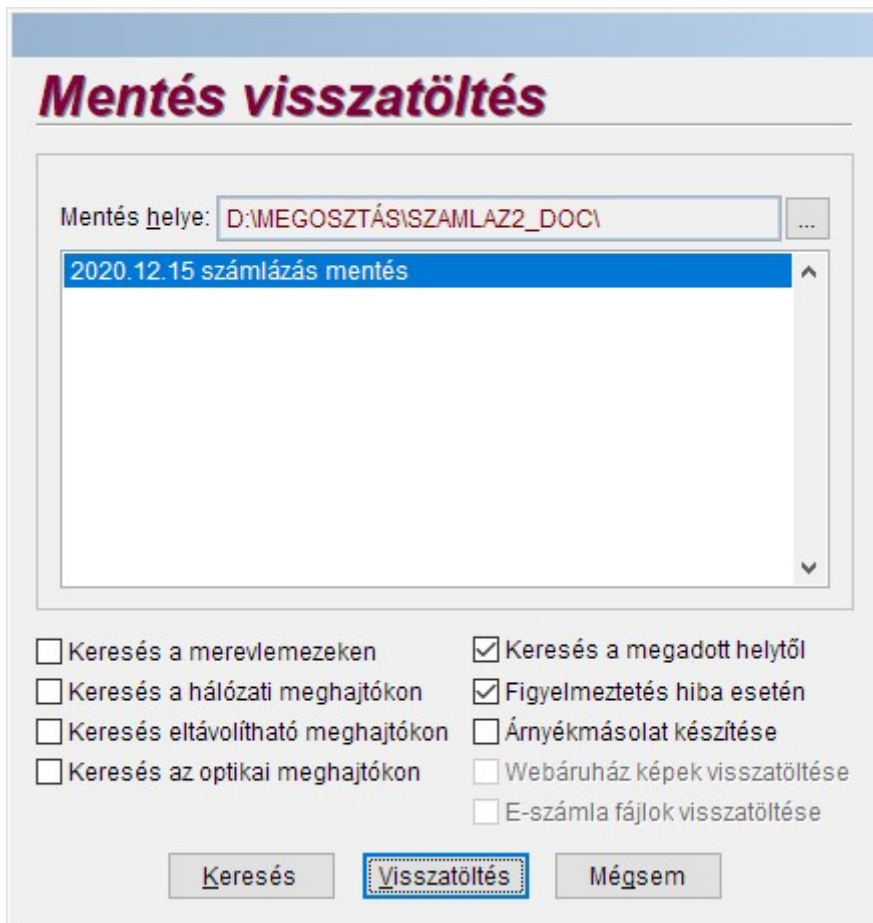 Mentés visszatöltés
Mentés helye: D:\MEGOSZTÁS\SZAMLAZ2_DOC\ ...
2020.12.15 számlázás mentés
Keresés a merevlemezeken
Keresés a hálózati meghajtókon
Keresés eltávolítható meghajtókon
Keresés az optikai meghajtókon
Keresés a megadott helytől
Figyelmeztetés hiba esetén
Árnyékmásolat készítése
Webáruház képek visszatöltése
E-számla fájlok visszatöltése
Keresés Visszatöltés Mégsem